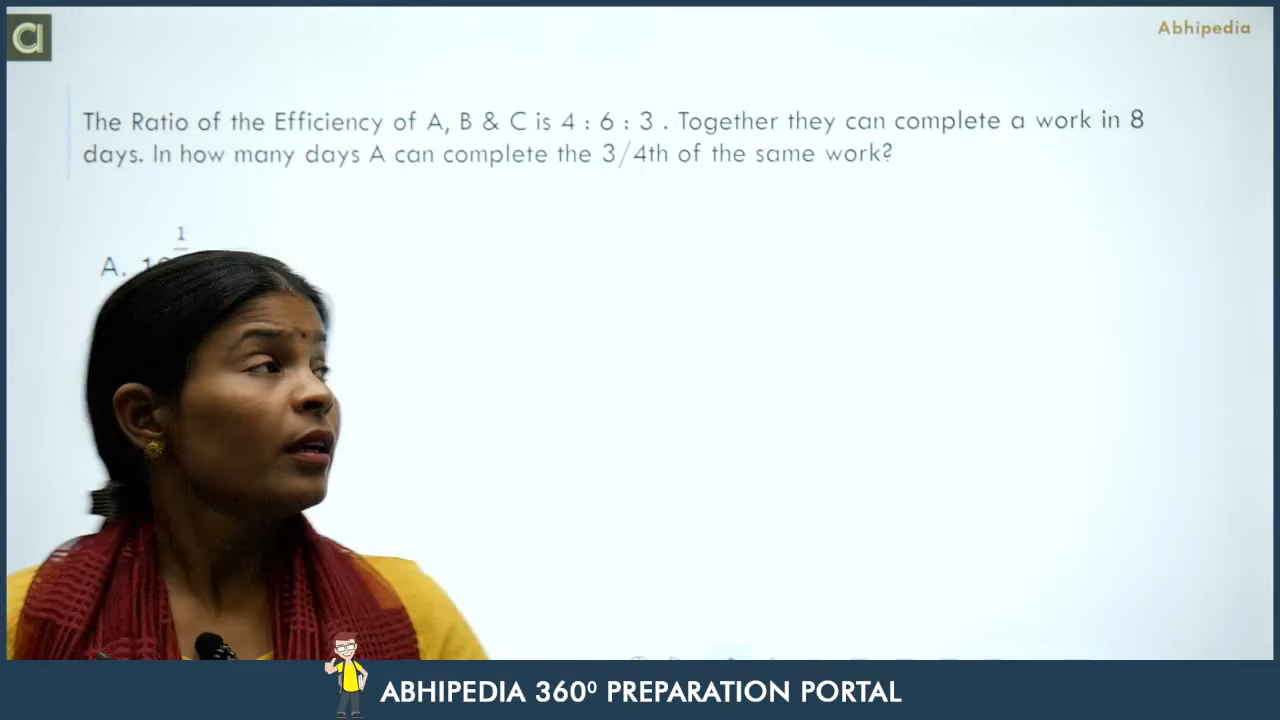 Abhipedia
The Ratio of the Efficiency of A, B & C is 4 : 6 : 3 . Together they can complete a work in 8
days. In how many days A can complete the 3/4th of the same work?
1
A.
ABHIPEDIA 360⁰ PREPARATION PORTAL